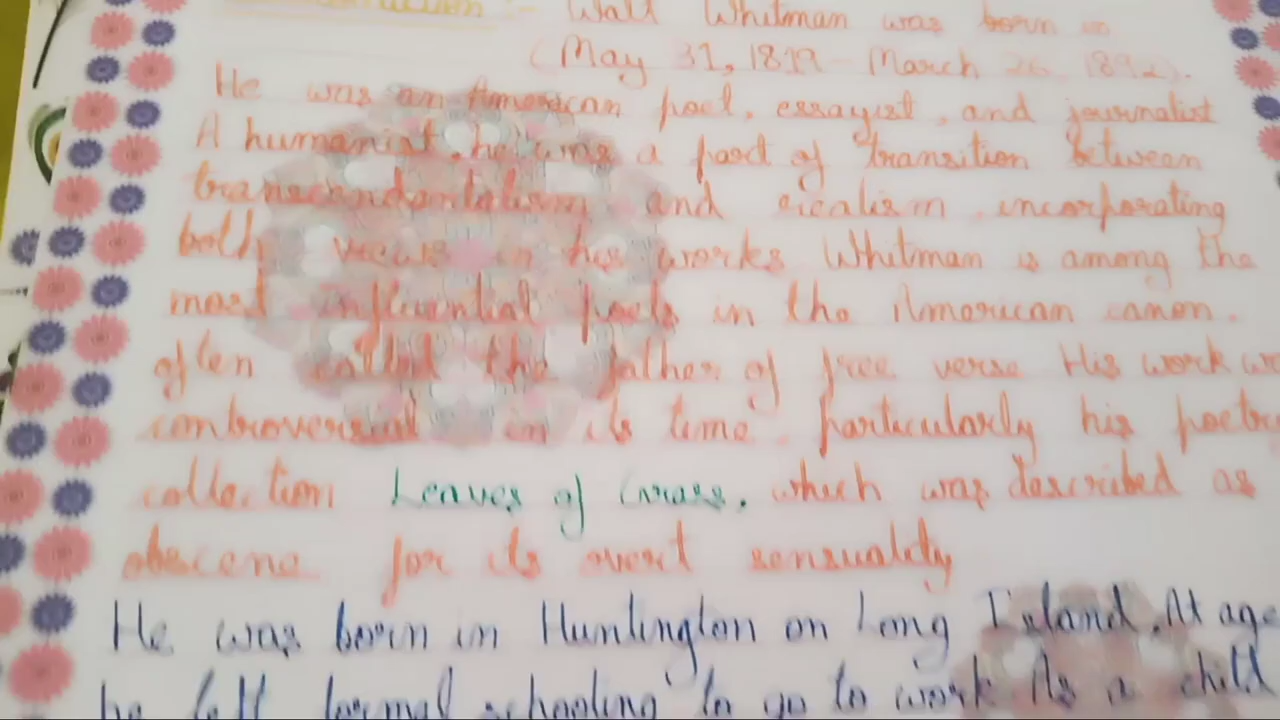 Walt Whitman was born in
(May 31, 1819 - March 26, 1892).
He was an American poet, essayist, and journalist
A humanist, he was a part of transition between
transcendentalism and realism, incorporating
both views in his works Whitman is among the
most influential poets in the American canon.
often called the father of free verse His work
controversial in its time, particularly his poetry
collection Leaves of Grass, which was described as
obscene for its overt sensuality
He was born in Huntington on Long Island. At age
he left formal schooling to go to work As a child